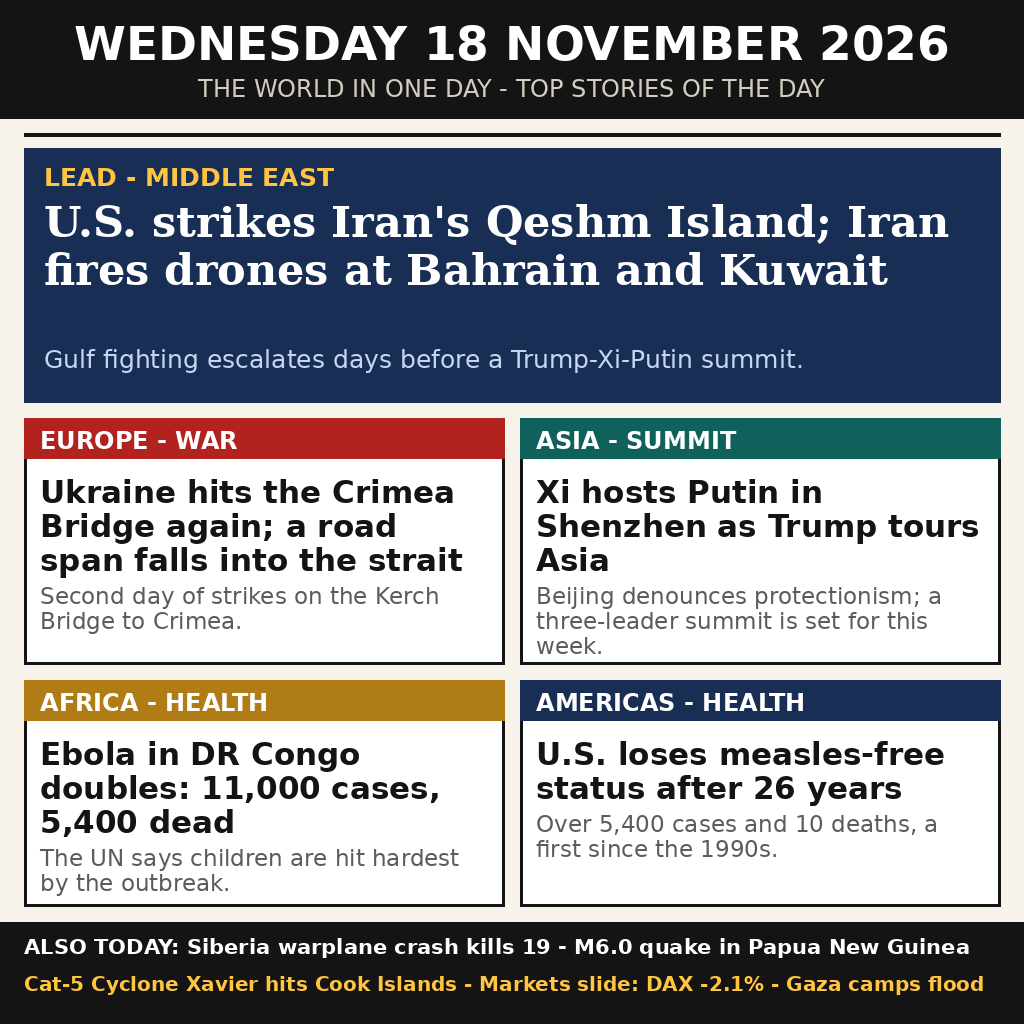 WEDNESDAY 18 NOVEMBER 2026
THE WORLD IN ONE DAY - TOP STORIES OF THE DAY
LEAD - MIDDLE EAST
U.S. strikes Iran's Qeshm Island; Iran
fires drones at Bahrain and Kuwait
Gulf fighting escalates days before a Trump-Xi-Putin summit.
EUROPE - WAR
Ukraine hits the Crimea
Bridge again; a road
span falls into the strait
Second day of strikes on the Kerch
Bridge to Crimea.
ASIA - SUMMIT
Xi hosts Putin in
Shenzhen as Trump tours
Asia
Beijing denounces protectionism; a
three-leader summit is set for this
week.
AFRICA - HEALTH
Ebola in DR Congo
doubles: 11,000 cases,
5,400 dead
The UN says children are hit hardest
by the outbreak.
AMERICAS - HEALTH
U.S. loses measles-free
status after 26 years
Over 5,400 cases and 10 deaths, a
first since the 1990s.
ALSO TODAY: Siberia warplane crash kills 19 - M6.0 quake in Papua New Guinea
Cat-5 Cyclone Xavier hits Cook Islands - Markets slide: DAX -2.1% - Gaza camps flood